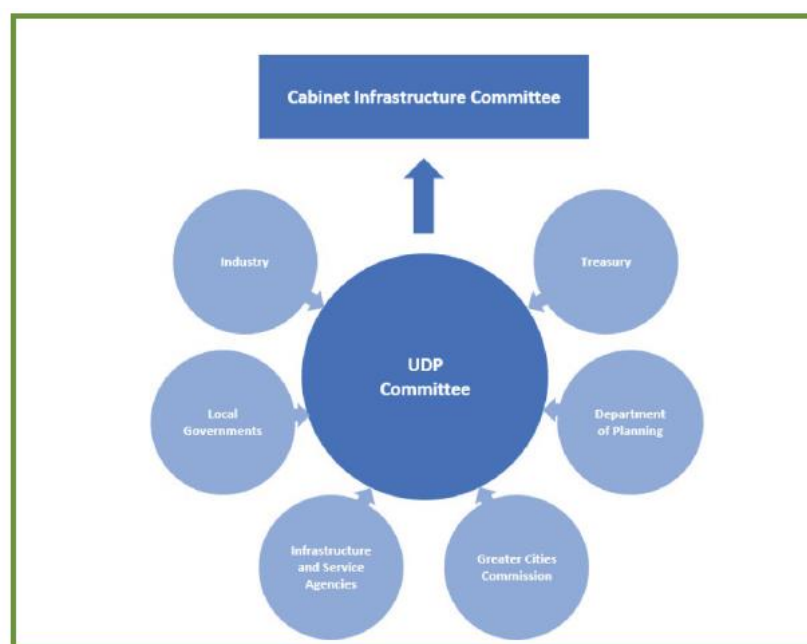 Cabinet Infrastructure Committee
Industry
Treasury
UDP
Committee
Local
Governments
Department
of Planning
Infrastructure
and Service
Agencies
Greater Cities
Commission